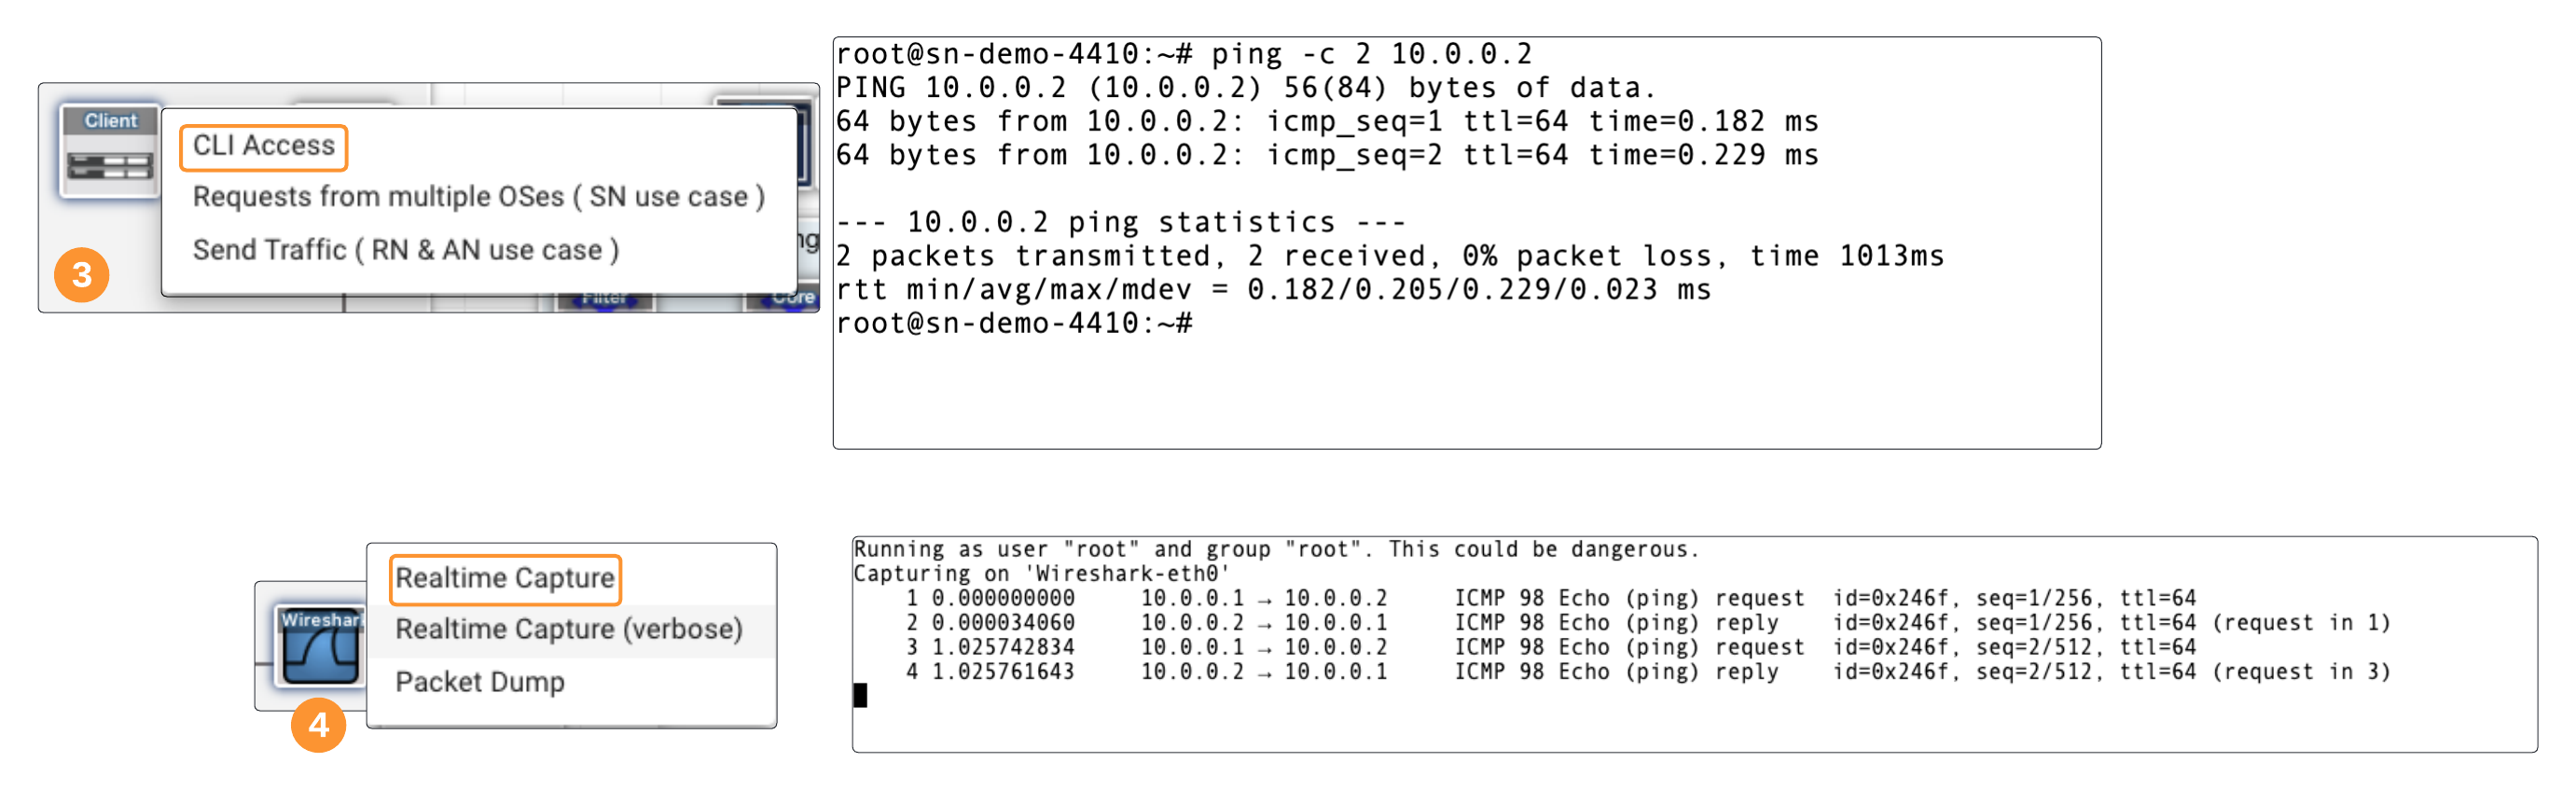 Client
CLI Access
Requests from multiple OSes ( SN use case )
Send Traffic ( RN & AN use case )
ng
Filter
Core
3
root@sn-demo-4410:~# ping -c 2 10.0.0.2
PING 10.0.0.2 (10.0.0.2) 56(84) bytes of data.
64 bytes from 10.0.0.2: icmp_seq=1 ttl=64 time=0.182 ms
64 bytes from 10.0.0.2: icmp_seq=2 ttl=64 time=0.229 ms
--- 10.0.0.2 ping statistics ---
2 packets transmitted, 2 received, 0% packet loss, time 1013ms
rtt min/avg/max/mdev = 0.182/0.205/0.229/0.023 ms
root@sn-demo-4410:~#
Wireshar
Realtime Capture
Realtime Capture (verbose)
Packet Dump
4
Running as user "root" and group "root". This could be dangerous.
Capturing on 'Wireshark-eth0'
1 0.000000000 10.0.0.1 → 10.0.0.2 ICMP 98 Echo (ping) request id=0x246f, seq=1/256, ttl=64
2 0.000034060 10.0.0.2 → 10.0.0.1 ICMP 98 Echo (ping) reply id=0x246f, seq=1/256, ttl=64 (request in 1)
3 1.025742834 10.0.0.1 → 10.0.0.2 ICMP 98 Echo (ping) request id=0x246f, seq=2/512, ttl=64
4 1.025761643 10.0.0.2 → 10.0.0.1 ICMP 98 Echo (ping) reply id=0x246f, seq=2/512, ttl=64 (request in 3)